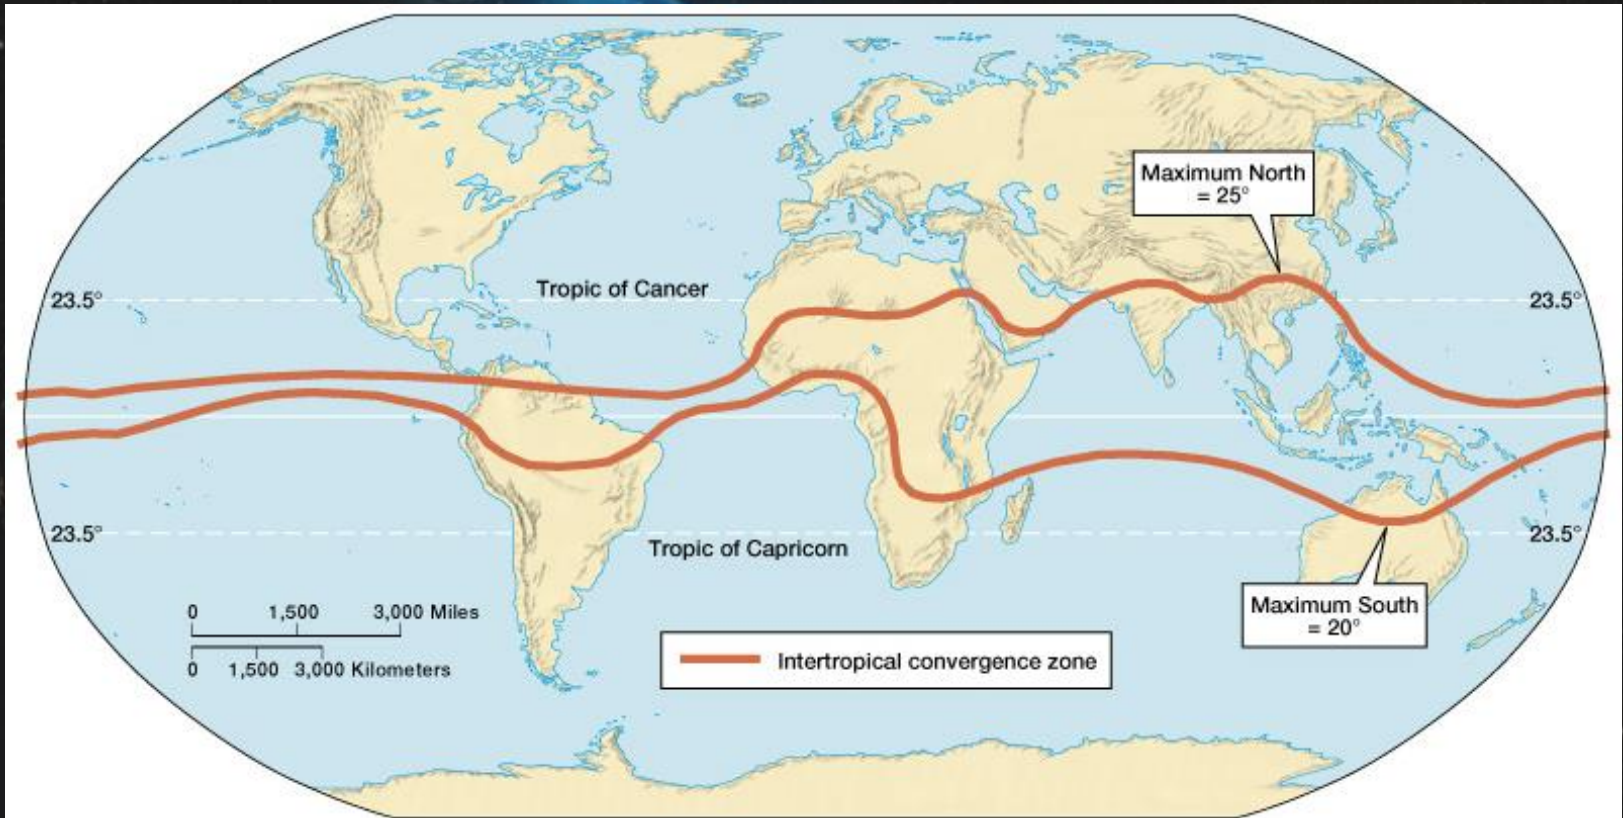 Maximum North
= 25°
Tropic of Cancer
23.5°
23.5°
23.5°
23.5°
Tropic of Capricorn
Maximum South
= 20°
0 1,500 3,000 Miles
0 1,500 3,000 Kilometers
Intertropical convergence zone